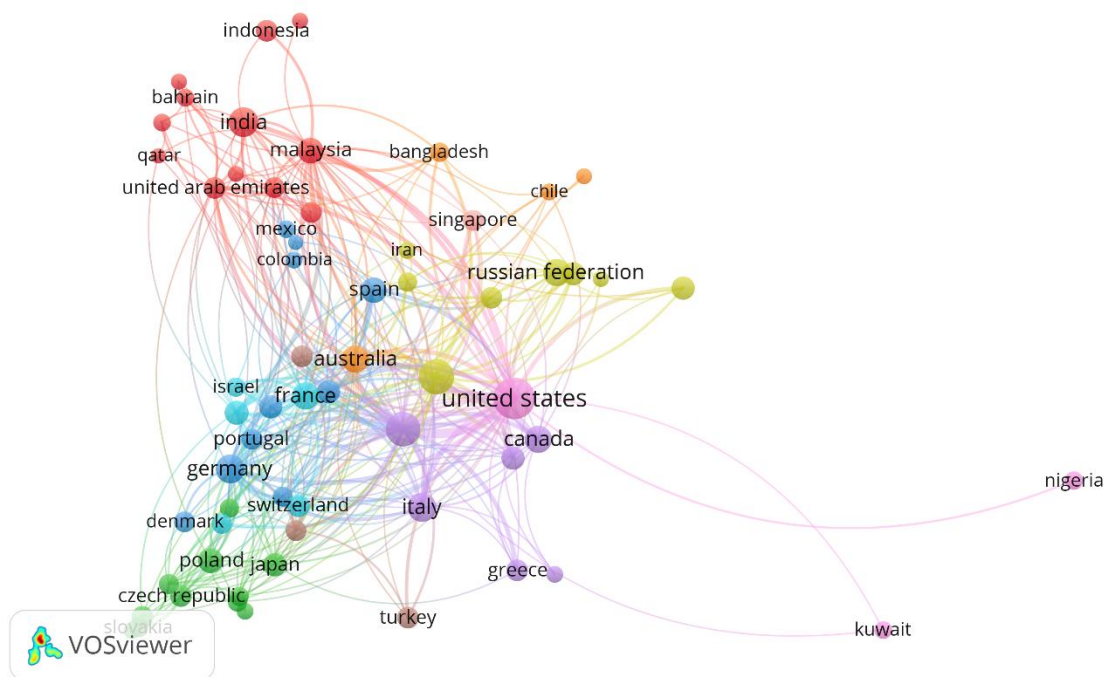 indonesia
bahrain
india
malaysia
bangladesh
qatar
united arab emirates
chile
singapore
mexico
iran
colombia
russian federation
spain
australia
israel
france
united states
portugal
canada
germany
nigeria
switzerland
italy
denmark
poland
japan
greece
czech republic
turkey
slovakia
kuwait
VOSviewer